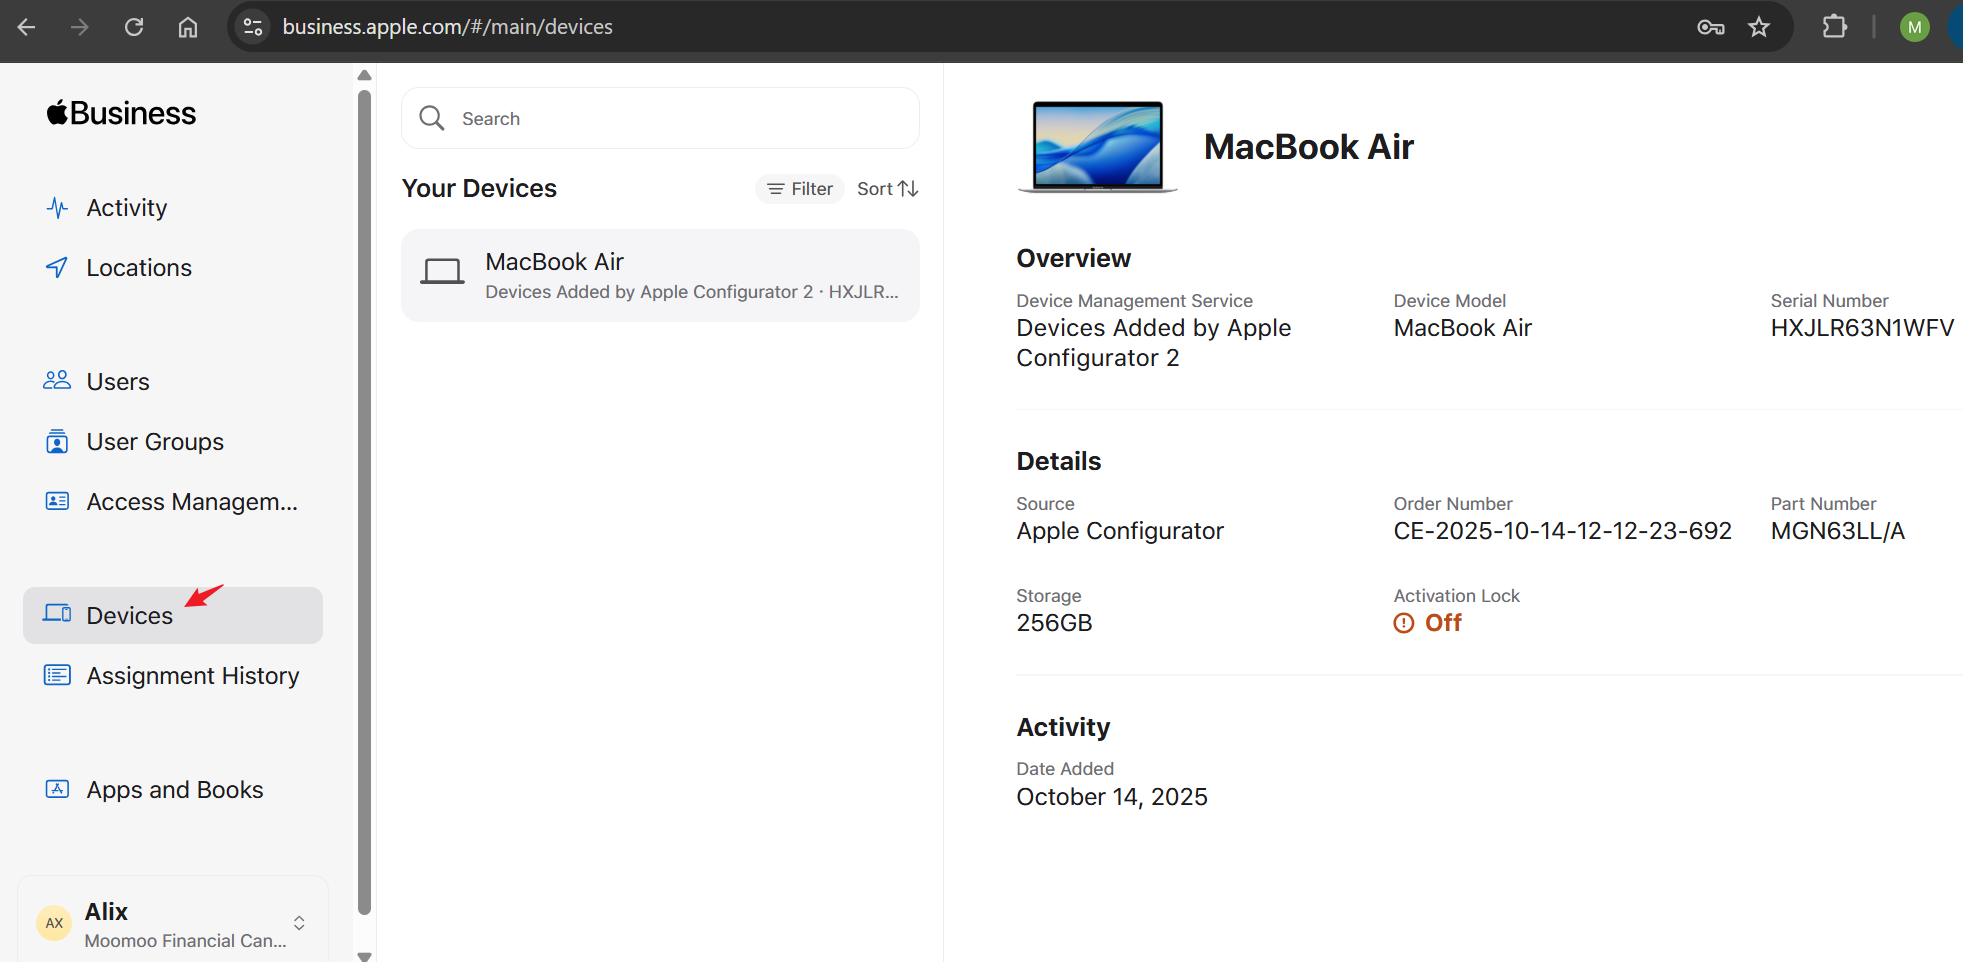 business.apple.com/#/main/devices
M
Business
Activity
Locations
Users
User Groups
Access Managem...
Devices
Assignment History
Apps and Books
AX
Alix
Moomoo Financial Can...
Search
Your Devices
Filter
Sort
MacBook Air
Devices Added by Apple Configurator 2 · HXJLR...
MacBook Air
Overview
Device Management Service
Devices Added by Apple
Configurator 2
Device Model
MacBook Air
Serial Number
HXJLR63N1WFV
Details
Source
Apple Configurator
Order Number
CE-2025-10-14-12-12-23-692
Part Number
MGN63LL/A
Storage
256GB
Activation Lock
Off
Activity
Date Added
October 14, 2025